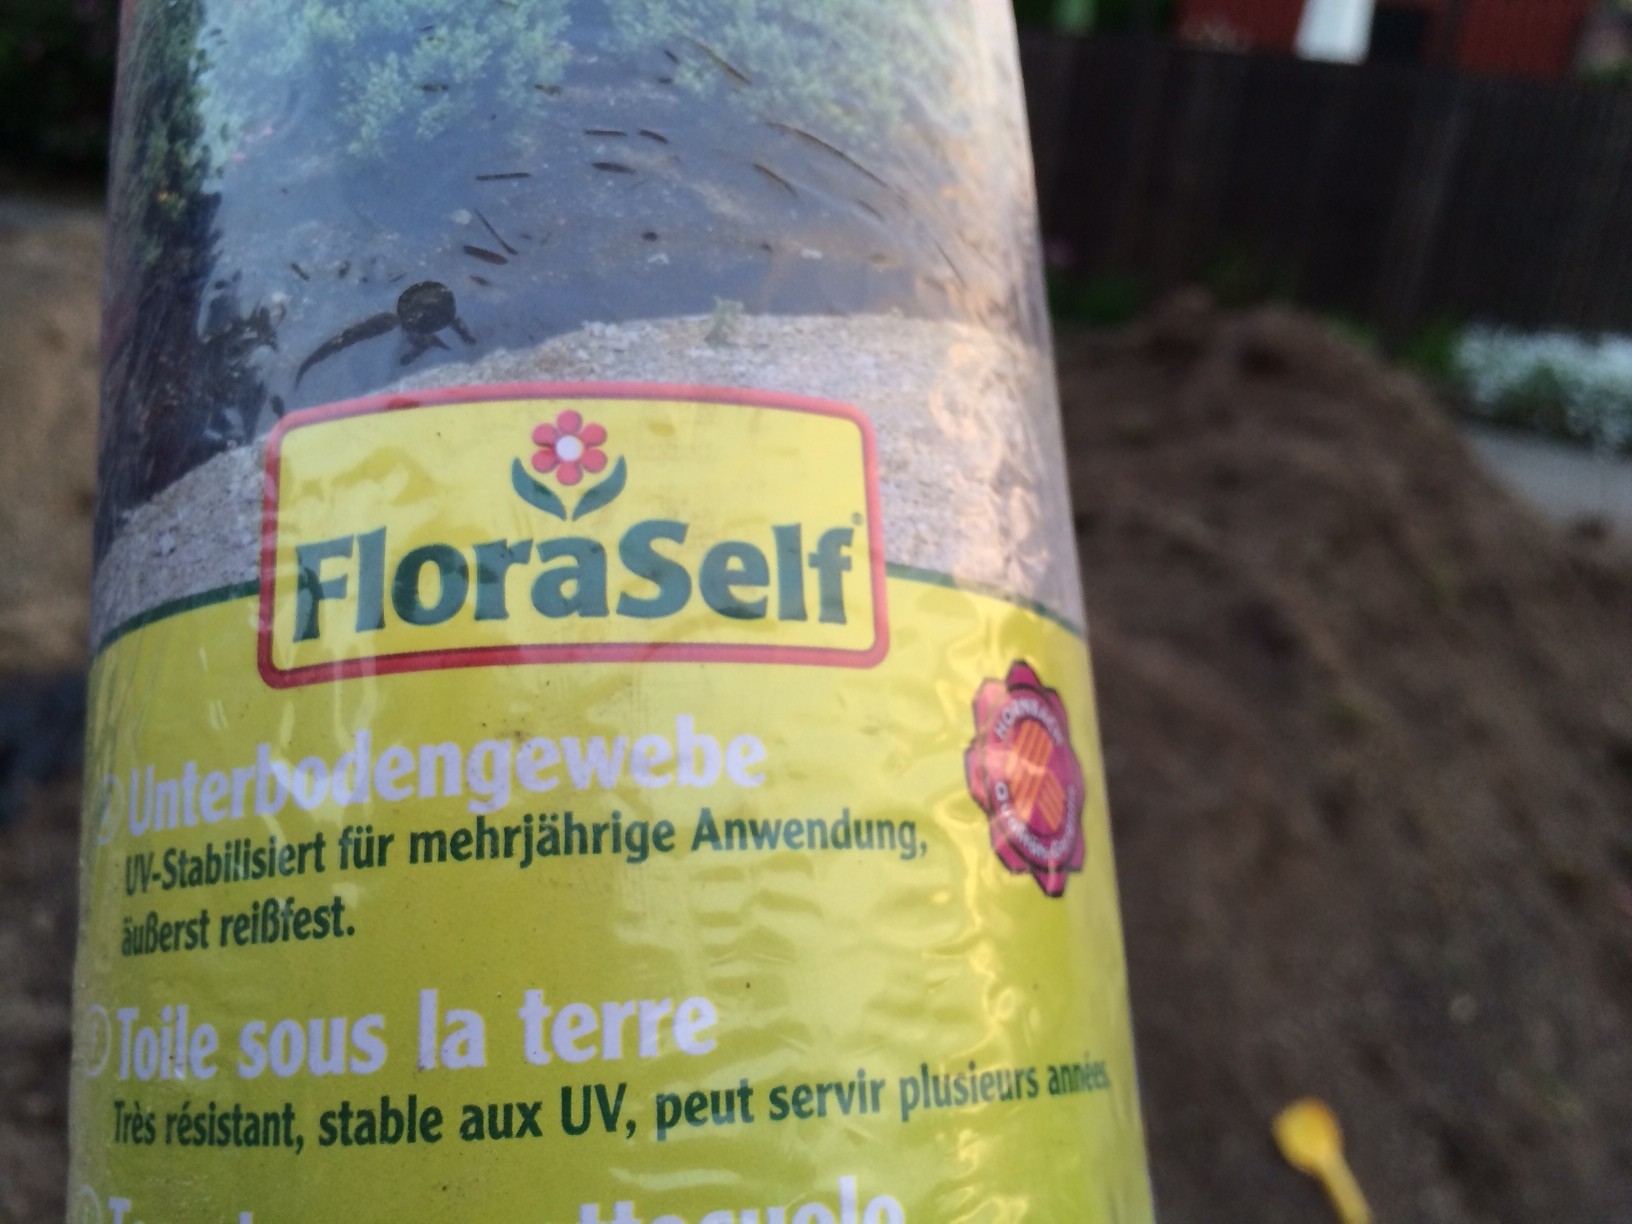 FloraSelf®
Unterbodengewebe
UV-Stabilisiert für mehrjährige Anwendung,
äußerst reißfest.
HORNBACH
Toile sous la terre
Très résistant, stable aux UV, peut servir plusieurs années.